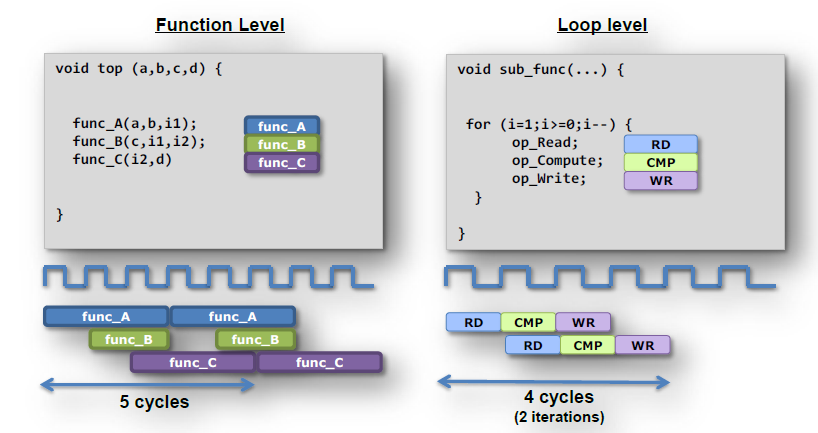 Function Level
void top (a,b,c,d) {
func_A(a,b,i1);
func_B(c,i1,i2);
func_C(i2,d)
}
func_A
func_B
func_C
func_A func_A
func_B func_B
func_C func_C
5 cycles
Loop level
void sub_func(...) {
for (i=1;i>=0;i--) {
op_Read;
op_Compute;
op_Write;
}
}
RD
CMP
WR
RD CMP WR
RD CMP WR
4 cycles
(2 iterations)